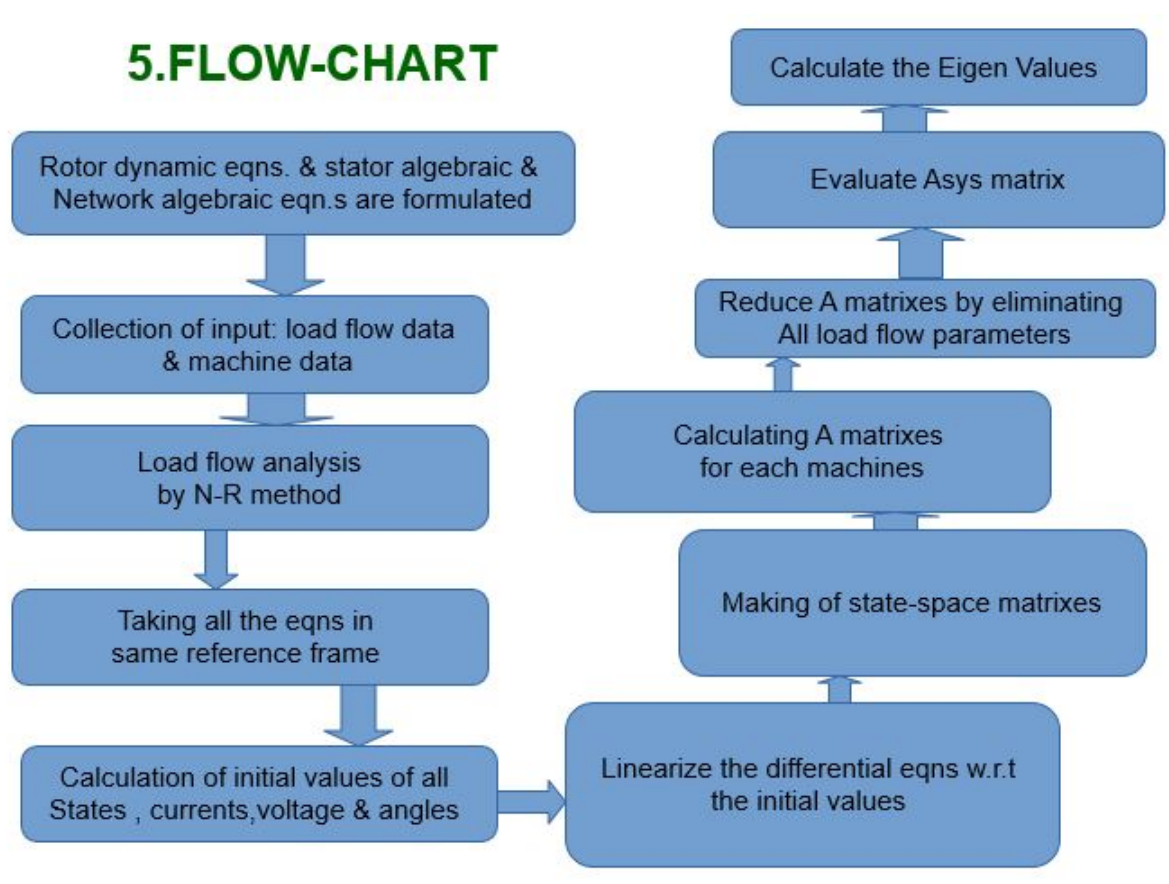 5.FLOW-CHART
Rotor dynamic eqns. & stator algebraic &
Network algebraic eqn.s are formulated
Collection of input: load flow data
& machine data
Load flow analysis
by N-R method
Taking all the eqns in
same reference frame
Calculation of initial values of all
States , currents,voltage & angles
Linearize the differential eqns w.r.t
the initial values
Making of state-space matrixes
Calculating A matrixes
for each machines
Reduce A matrixes by eliminating
All load flow parameters
Evaluate Asys matrix
Calculate the Eigen Values